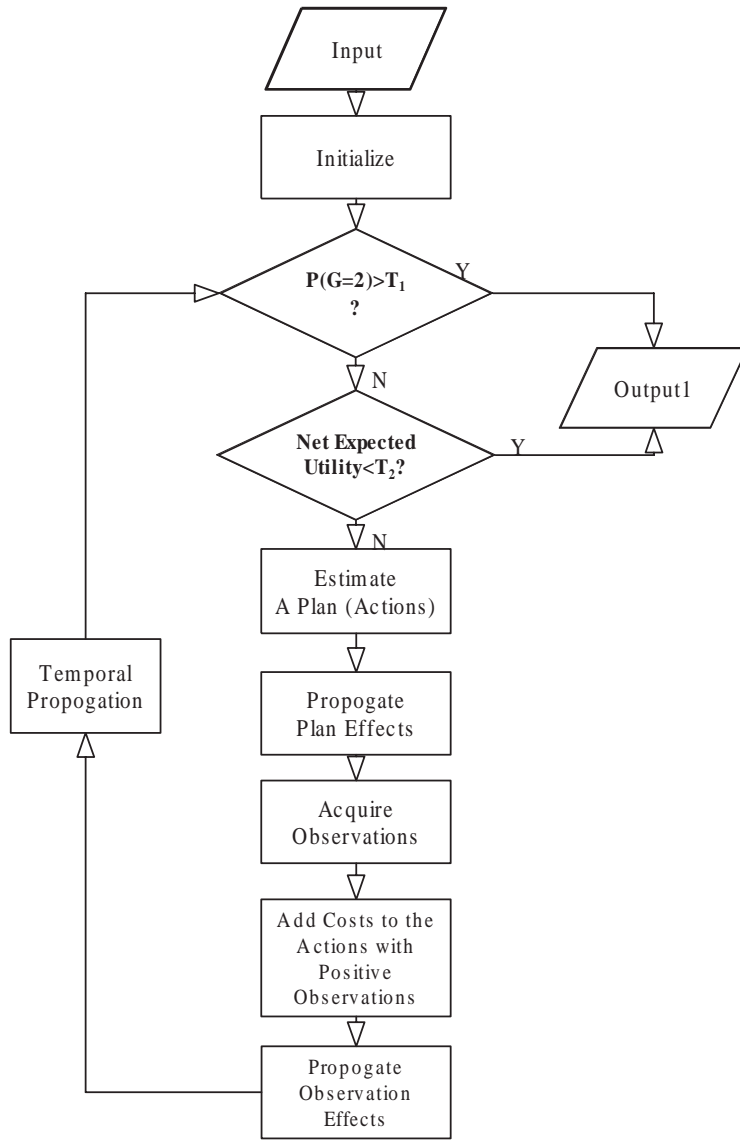 Input
Initialize
P(G=2)>T₁
?
Y
N
Output1
Net Expected
Utility<T₂?
Y
N
Estimate
A Plan (Actions)
Temporal
Propogation
Propogate
Plan Effects
Acquire
Observations
Add Costs to the
Actions with
Positive
Observations
Propogate
Observation
Effects